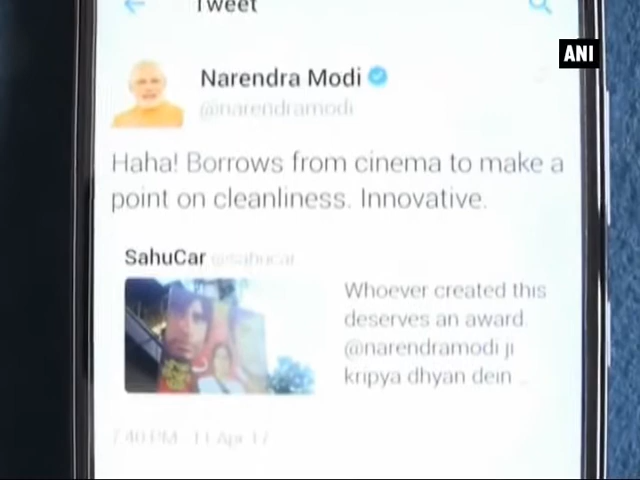 Tweet
ANI
Narendra Modi
@narendramodi
Haha! Borrows from cinema to make a
point on cleanliness. Innovative.
SahuCar @sahucar
Whoever created this
deserves an award
@narendramodi ji
kripya dhyan dein
7:40 PM 11 Apr 17